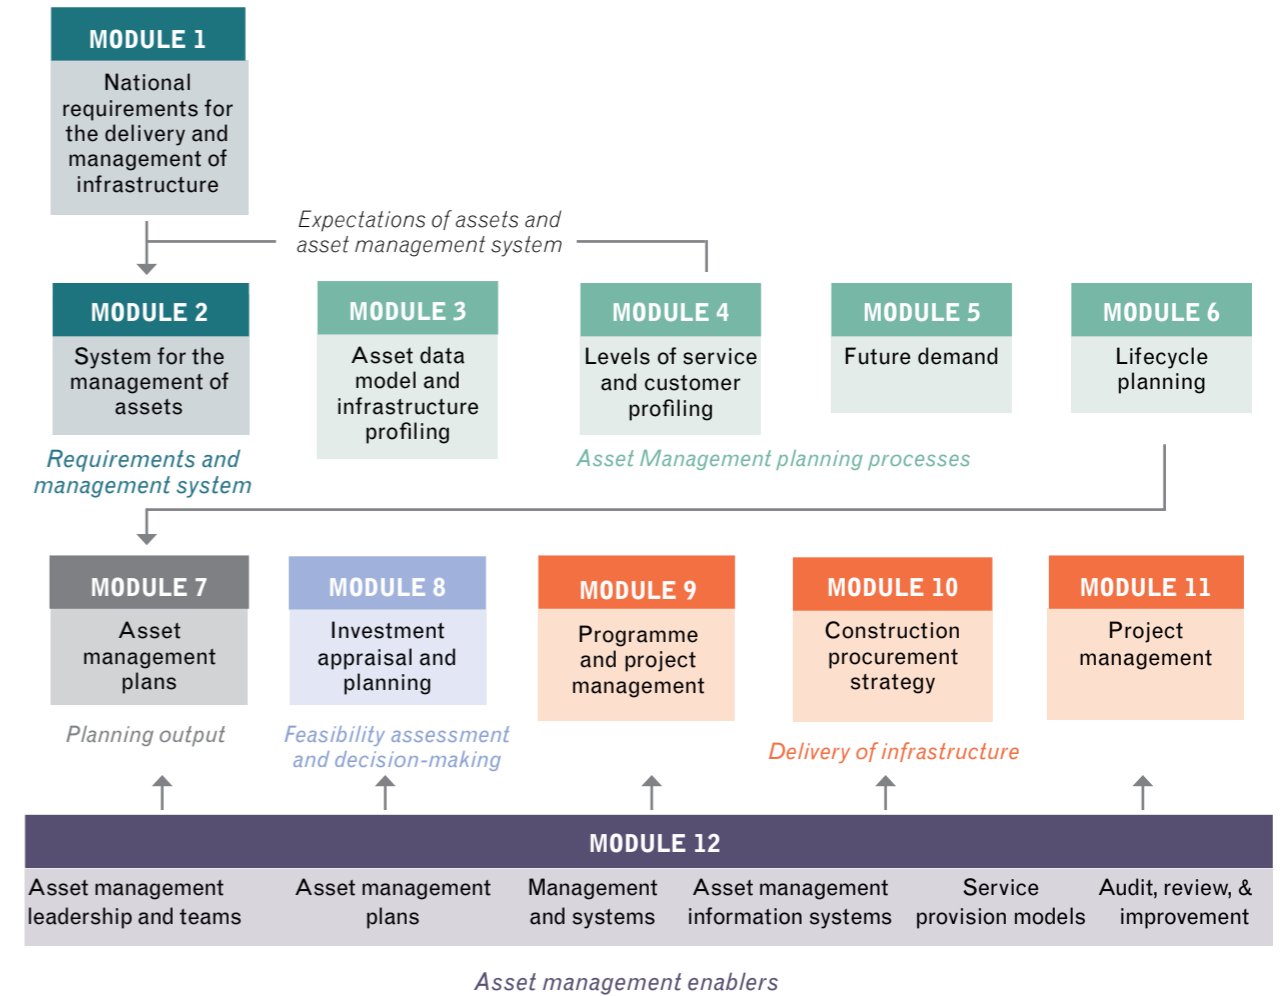 MODULE 1
National
requirements for
the delivery and
management of
infrastructure
Expectations of assets and
asset management system
MODULE 2
System for the
management of
assets
Requirements and
management system
MODULE 3
Asset data
model and
infrastructure
profiling
MODULE 4
Levels of service
and customer
profiling
MODULE 5
Future demand
MODULE 6
Lifecycle
planning
Asset Management planning processes
MODULE 7
Asset
management
plans
Planning output
MODULE 8
Investment
appraisal and
planning
Feasibility assessment
and decision-making
MODULE 9
Programme
and project
management
MODULE 10
Construction
procurement
strategy
MODULE 11
Project
management
Delivery of infrastructure
MODULE 12
Asset management
leadership and teams
Asset management
plans
Management
and systems
Asset management
information systems
Service
provision models
Audit, review, &
improvement
Asset management enablers